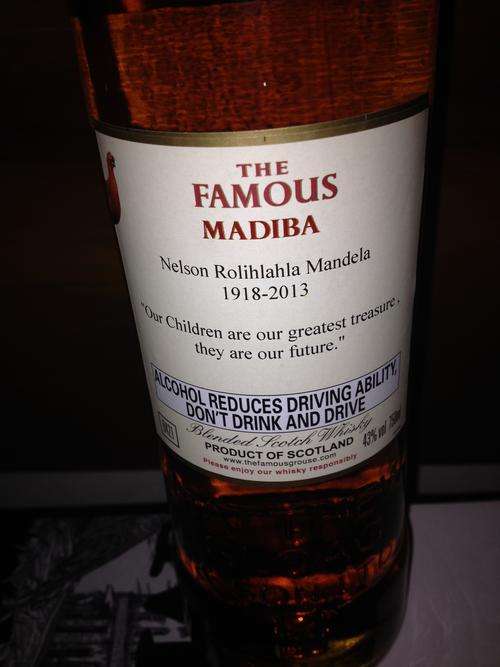 THE
FAMOUS
MADIBA
Nelson Rolihlahla Mandela
1918-2013
"Our Children are our greatest treasure,
they are our future."
ALCOHOL REDUCES DRIVING ABILITY,
DON'T DRINK AND DRIVE
Blended Scotch Whisky
PRODUCT OF SCOTLAND
43% vol 750ml
www.thefamousgrouse.com
Please enjoy our whisky responsibly